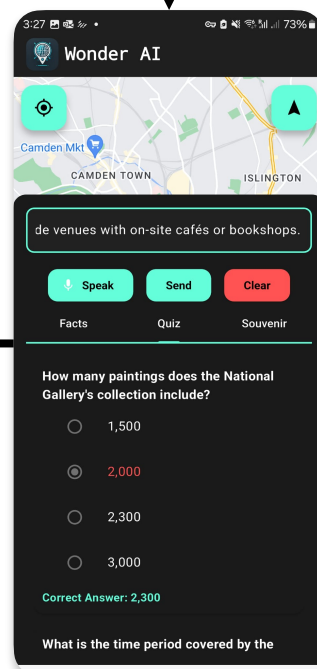 3:27
73%
Wonder AI
Camden Mkt
CAMDEN TOWN
ISLINGTON
de venues with on-site cafés or bookshops.
Speak
Send
Clear
Facts
Quiz
Souvenir
How many paintings does the National
Gallery's collection include?
1,500
2,000
2,300
3,000
Correct Answer: 2,300
What is the time period covered by the